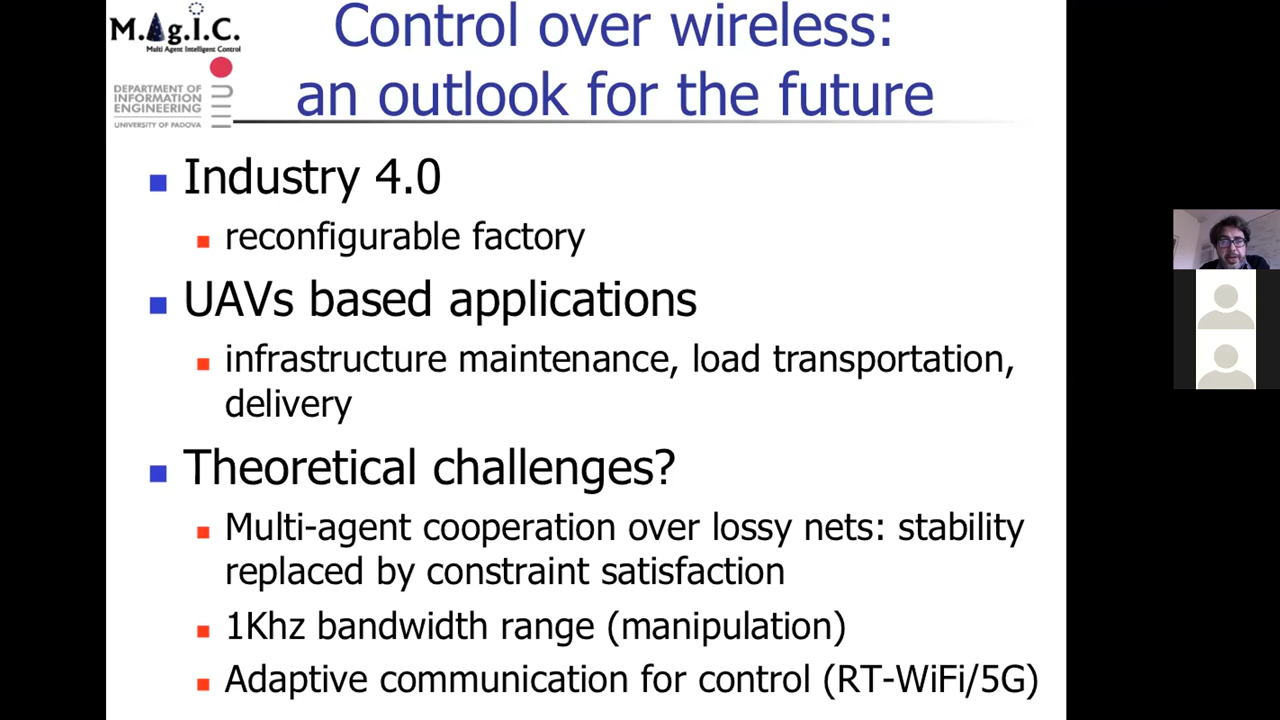 M.Ag.I.C.
Multi Agent Intelligent Control
DEPARTMENT OF
INFORMATION
ENGINEERING
UNIVERSITY OF PADOVA
Control over wireless:
an outlook for the future
Industry 4.0
reconfigurable factory
UAVs based applications
infrastructure maintenance, load transportation,
delivery
Theoretical challenges?
Multi-agent cooperation over lossy nets: stability
replaced by constraint satisfaction
1Khz bandwidth range (manipulation)
Adaptive communication for control (RT-WiFi/5G)